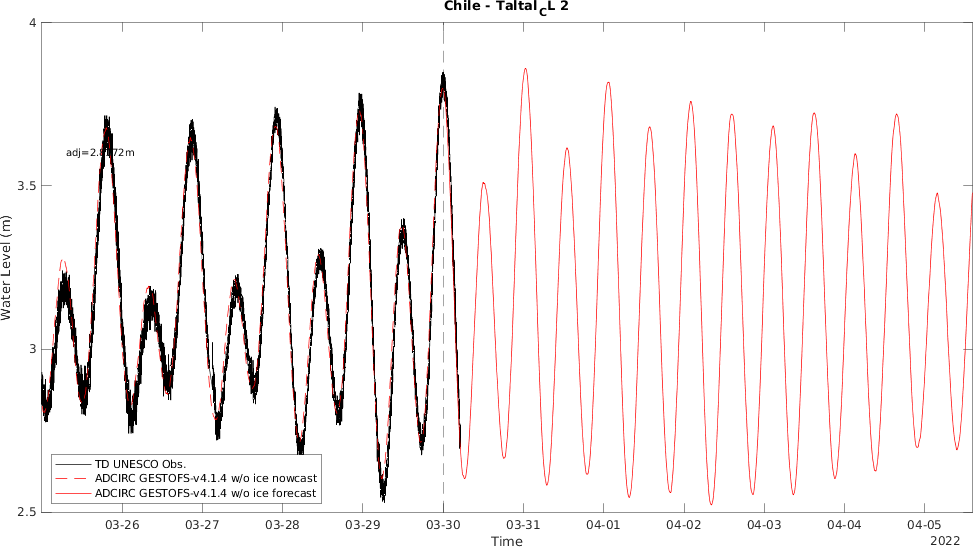 Chile - Taltal_CL 2
4
3.5
3
2.5
Water Level (m)
adj=2.8 72m
TD UNESCO Obs.
ADCIRC GESTOFS-v4.1.4 w/o ice nowcast
ADCIRC GESTOFS-v4.1.4 w/o ice forecast
03-26 03-27 03-28 03-29 03-30 03-31 04-01 04-02 04-03 04-04 04-05
Time
2022